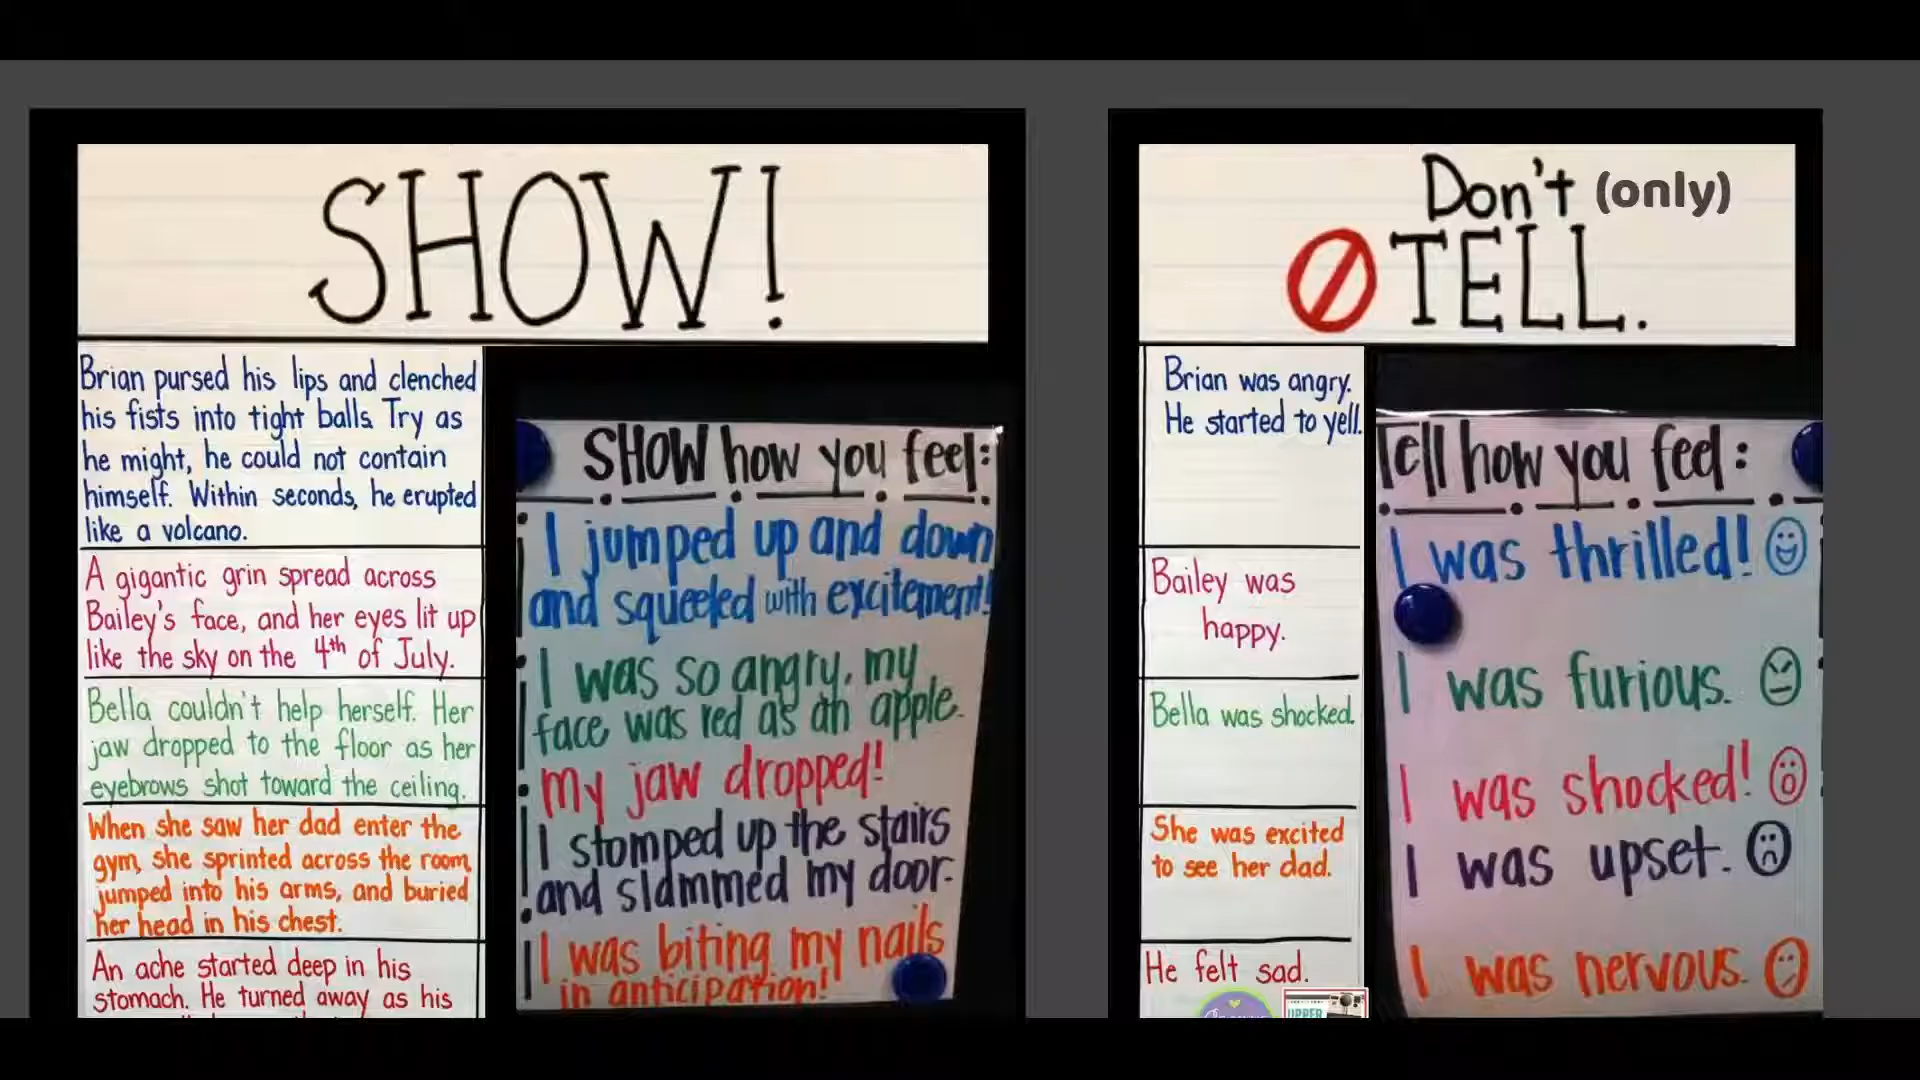 SHOW!
Brian pursed his lips and clenched
his fists into tight balls. Try as
he might, he could not contain
himself. Within seconds, he erupted
like a volcano.
A gigantic grin spread across
Bailey's face, and her eyes lit up
like the sky on the 4th of July.
Bella couldn't help herself. Her
jaw dropped to the floor as her
eyebrows shot toward the ceiling.
When she saw her dad enter the
gym, she sprinted across the room,
jumped into his arms, and buried
her head in his chest.
An ache started deep in his
stomach. He turned away as his
SHOW how you feel:
I jumped up and down
and squeeled with excitement!
I was so angry, my
face was red as an apple.
my jaw dropped!
I stomped up the stairs
and slammed my door.
I was biting my nails
in anticipation!
Don't (only)
TELL.
Brian was angry.
He started to yell.
Bailey was
happy.
Bella was shocked.
She was excited
to see her dad.
He felt sad.
UPPER
Tell how you feel:
I was thrilled!
I was furious.
I was shocked!
I was upset.
I was nervous.